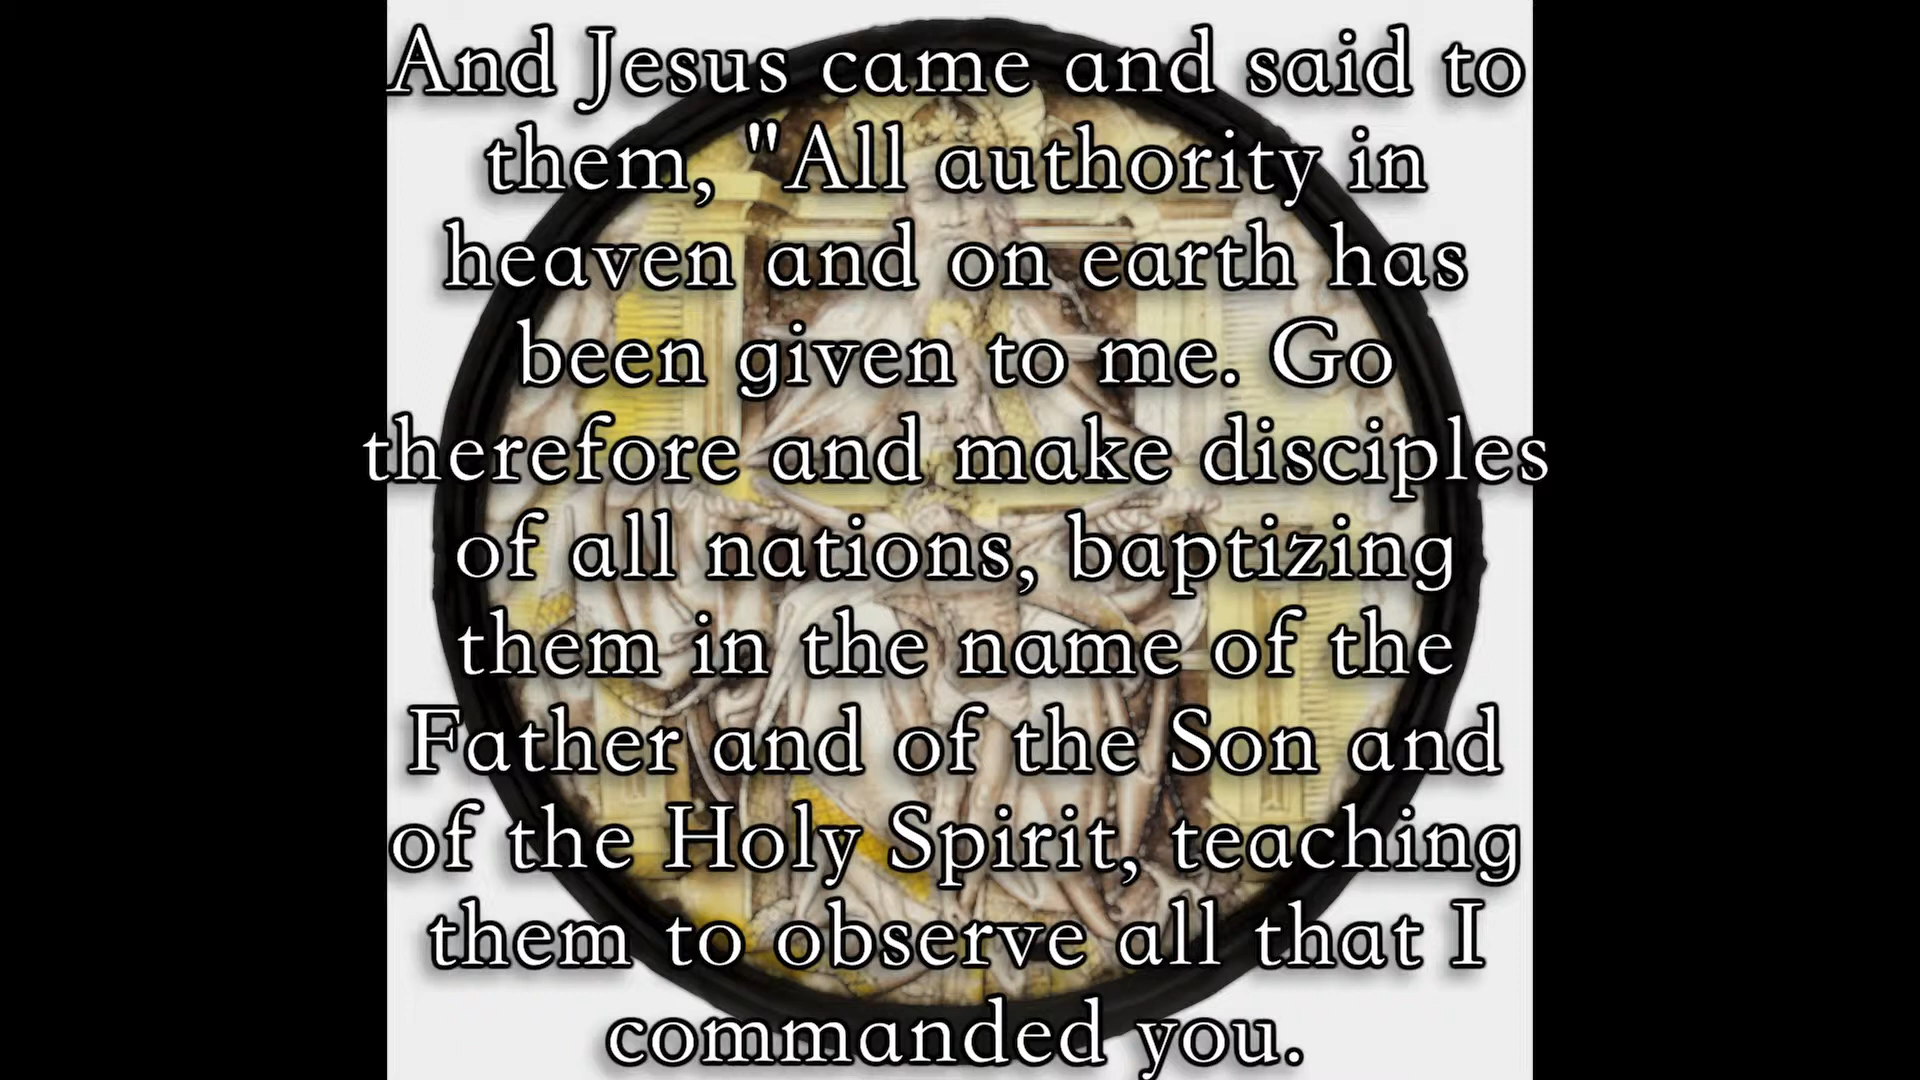 And Jesus came and said to
them, "All authority in
heaven and on earth has
been given to me. Go
therefore and make disciples
of all nations, baptizing
them in the name of the
Father and of the Son and
of the Holy Spirit, teaching
them to observe all that I
commanded you.